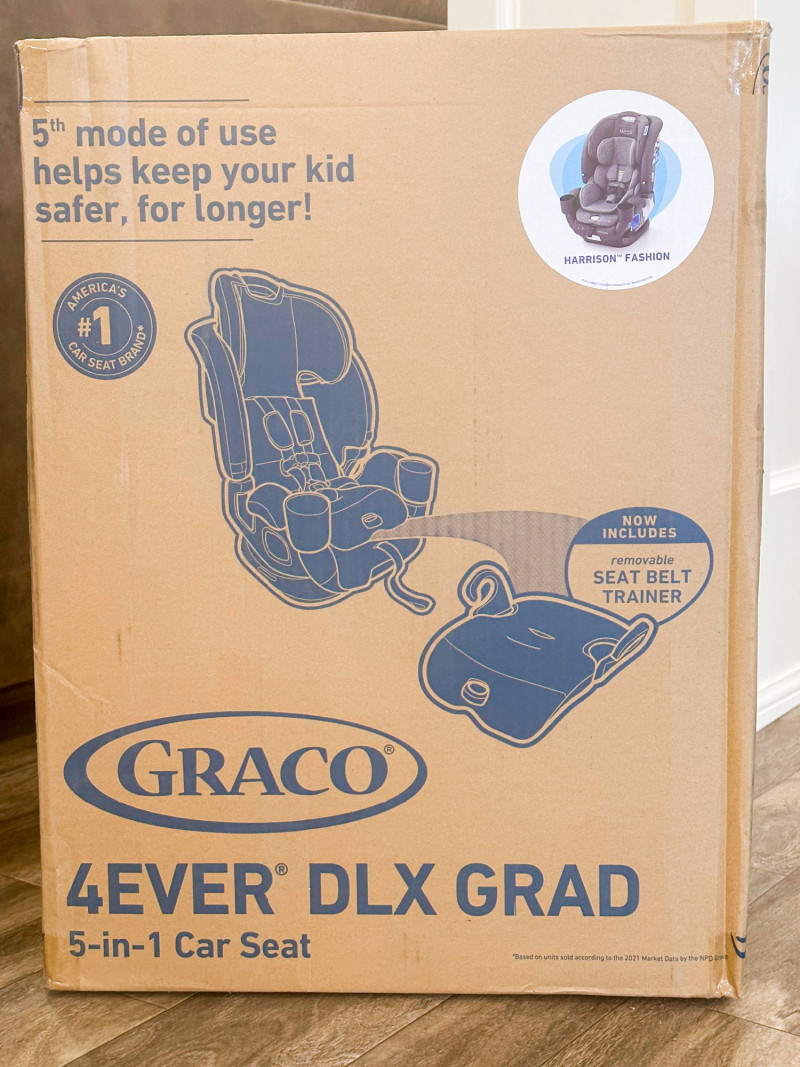 5th mode of use
helps keep your kid
safer, for longer!
HARRISON™ FASHION
AMERICA'S
#1
CAR SEAT BRAND*
NOW
INCLUDES
removable
SEAT BELT
TRAINER
GRACO®
4EVER® DLX GRAD
5-in-1 Car Seat
*Based on units sold according to the 2021 Market Data by the NPD Group